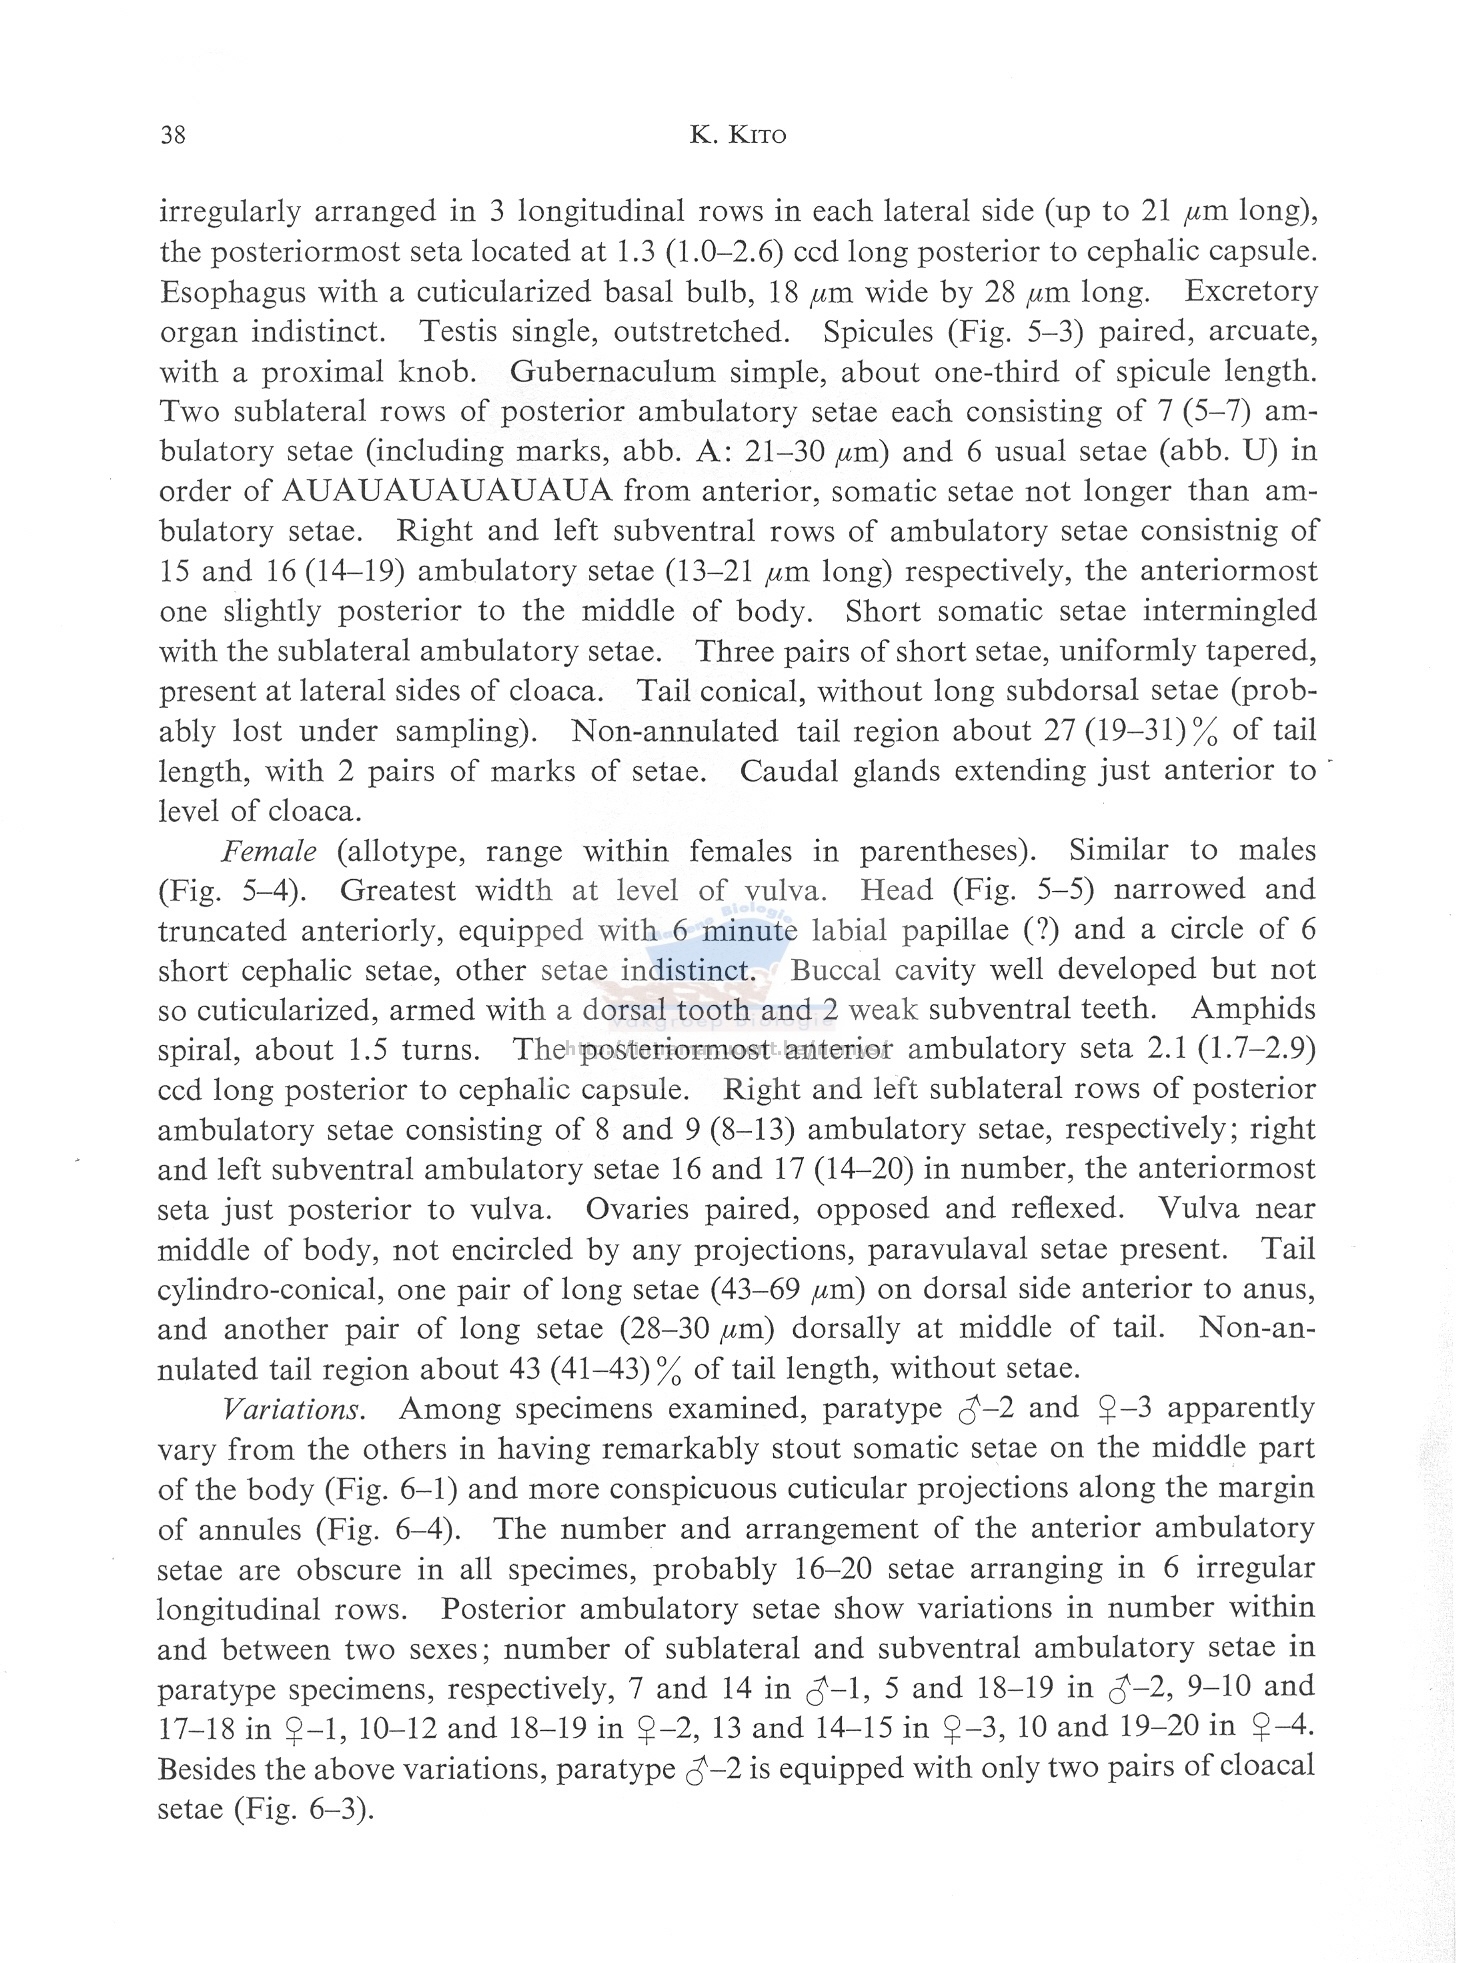 38
K. KITO
irregularly arranged in 3 longitudinal rows in each lateral side (up to 21 μm long),
the posteriormost seta located at 1.3 (1.0–2.6) ccd long posterior to cephalic capsule.
Esophagus with a cuticularized basal bulb, 18 μm wide by 28 μm long. Excretory
organ indistinct. Testis single, outstretched. Spicules (Fig. 5–3) paired, arcuate,
with a proximal knob. Gubernaculum simple, about one-third of spicule length.
Two sublateral rows of posterior ambulatory setae each consisting of 7 (5–7) am-
bulatory setae (including marks, abb. A: 21–30 μm) and 6 usual setae (abb. U) in
order of AUAUAUAUAUAUA from anterior, somatic setae not longer than am-
bulatory setae. Right and left subventral rows of ambulatory setae consistnig of
15 and 16 (14–19) ambulatory setae (13–21 μm long) respectively, the anteriormost
one slightly posterior to the middle of body. Short somatic setae intermingled
with the sublateral ambulatory setae. Three pairs of short setae, uniformly tapered,
present at lateral sides of cloaca. Tail conical, without long subdorsal setae (prob-
ably lost under sampling). Non-annulated tail region about 27 (19–31)% of tail
length, with 2 pairs of marks of setae. Caudal glands extending just anterior to
level of cloaca.
Female (allotype, range within females in parentheses). Similar to males
(Fig. 5–4). Greatest width at level of vulva. Head (Fig. 5–5) narrowed and
truncated anteriorly, equipped with 6 minute labial papillae (?) and a circle of 6
short cephalic setae, other setae indistinct. Buccal cavity well developed but not
so cuticularized, armed with a dorsal tooth and 2 weak subventral teeth. Amphids
spiral, about 1.5 turns. The posteriormost anterior ambulatory seta 2.1 (1.7–2.9)
ccd long posterior to cephalic capsule. Right and left sublateral rows of posterior
ambulatory setae consisting of 8 and 9 (8–13) ambulatory setae, respectively; right
and left subventral ambulatory setae 16 and 17 (14–20) in number, the anteriormost
seta just posterior to vulva. Ovaries paired, opposed and reflexed. Vulva near
middle of body, not encircled by any projections, paravulaval setae present. Tail
cylindro-conical, one pair of long setae (43–69 μm) on dorsal side anterior to anus,
and another pair of long setae (28–30 μm) dorsally at middle of tail. Non-an-
nulated tail region about 43 (41–43)% of tail length, without setae.
Variations. Among specimens examined, paratype ♂–2 and ♀–3 apparently
vary from the others in having remarkably stout somatic setae on the middle part
of the body (Fig. 6–1) and more conspicuous cuticular projections along the margin
of annules (Fig. 6–4). The number and arrangement of the anterior ambulatory
setae are obscure in all specimes, probably 16–20 setae arranging in 6 irregular
longitudinal rows. Posterior ambulatory setae show variations in number within
and between two sexes; number of sublateral and subventral ambulatory setae in
paratype specimens, respectively, 7 and 14 in ♂–1, 5 and 18–19 in ♂–2, 9–10 and
17–18 in ♀–1, 10–12 and 18–19 in ♀–2, 13 and 14–15 in ♀–3, 10 and 19–20 in ♀–4.
Besides the above variations, paratype ♂–2 is equipped with only two pairs of cloacal
setae (Fig. 6–3).